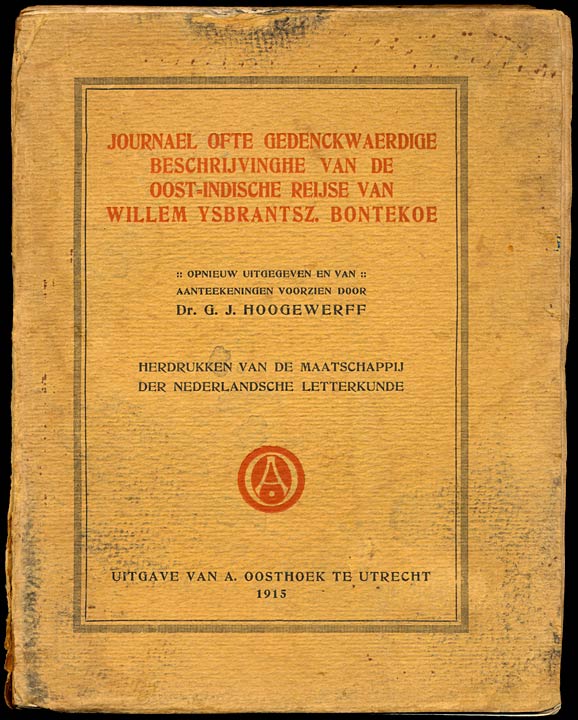 JOURNAEL OFTE GEDENCKWAERDIGE
BESCHRIJVINGHE VAN DE
OOST-INDISCHE REIJSE VAN
WILLEM YSBRANTSZ. BONTEKOE
:: OPNIEUW UITGEGEVEN EN VAN ::
AANTEEKENINGEN VOORZIEN DOOR
Dr. G. J. HOOGEWERFF
HERDRUKKEN VAN DE MAATSCHAPPIJ
DER NEDERLANDSCHE LETTERKUNDE
AO
UITGAVE VAN A. OOSTHOEK TE UTRECHT
1915